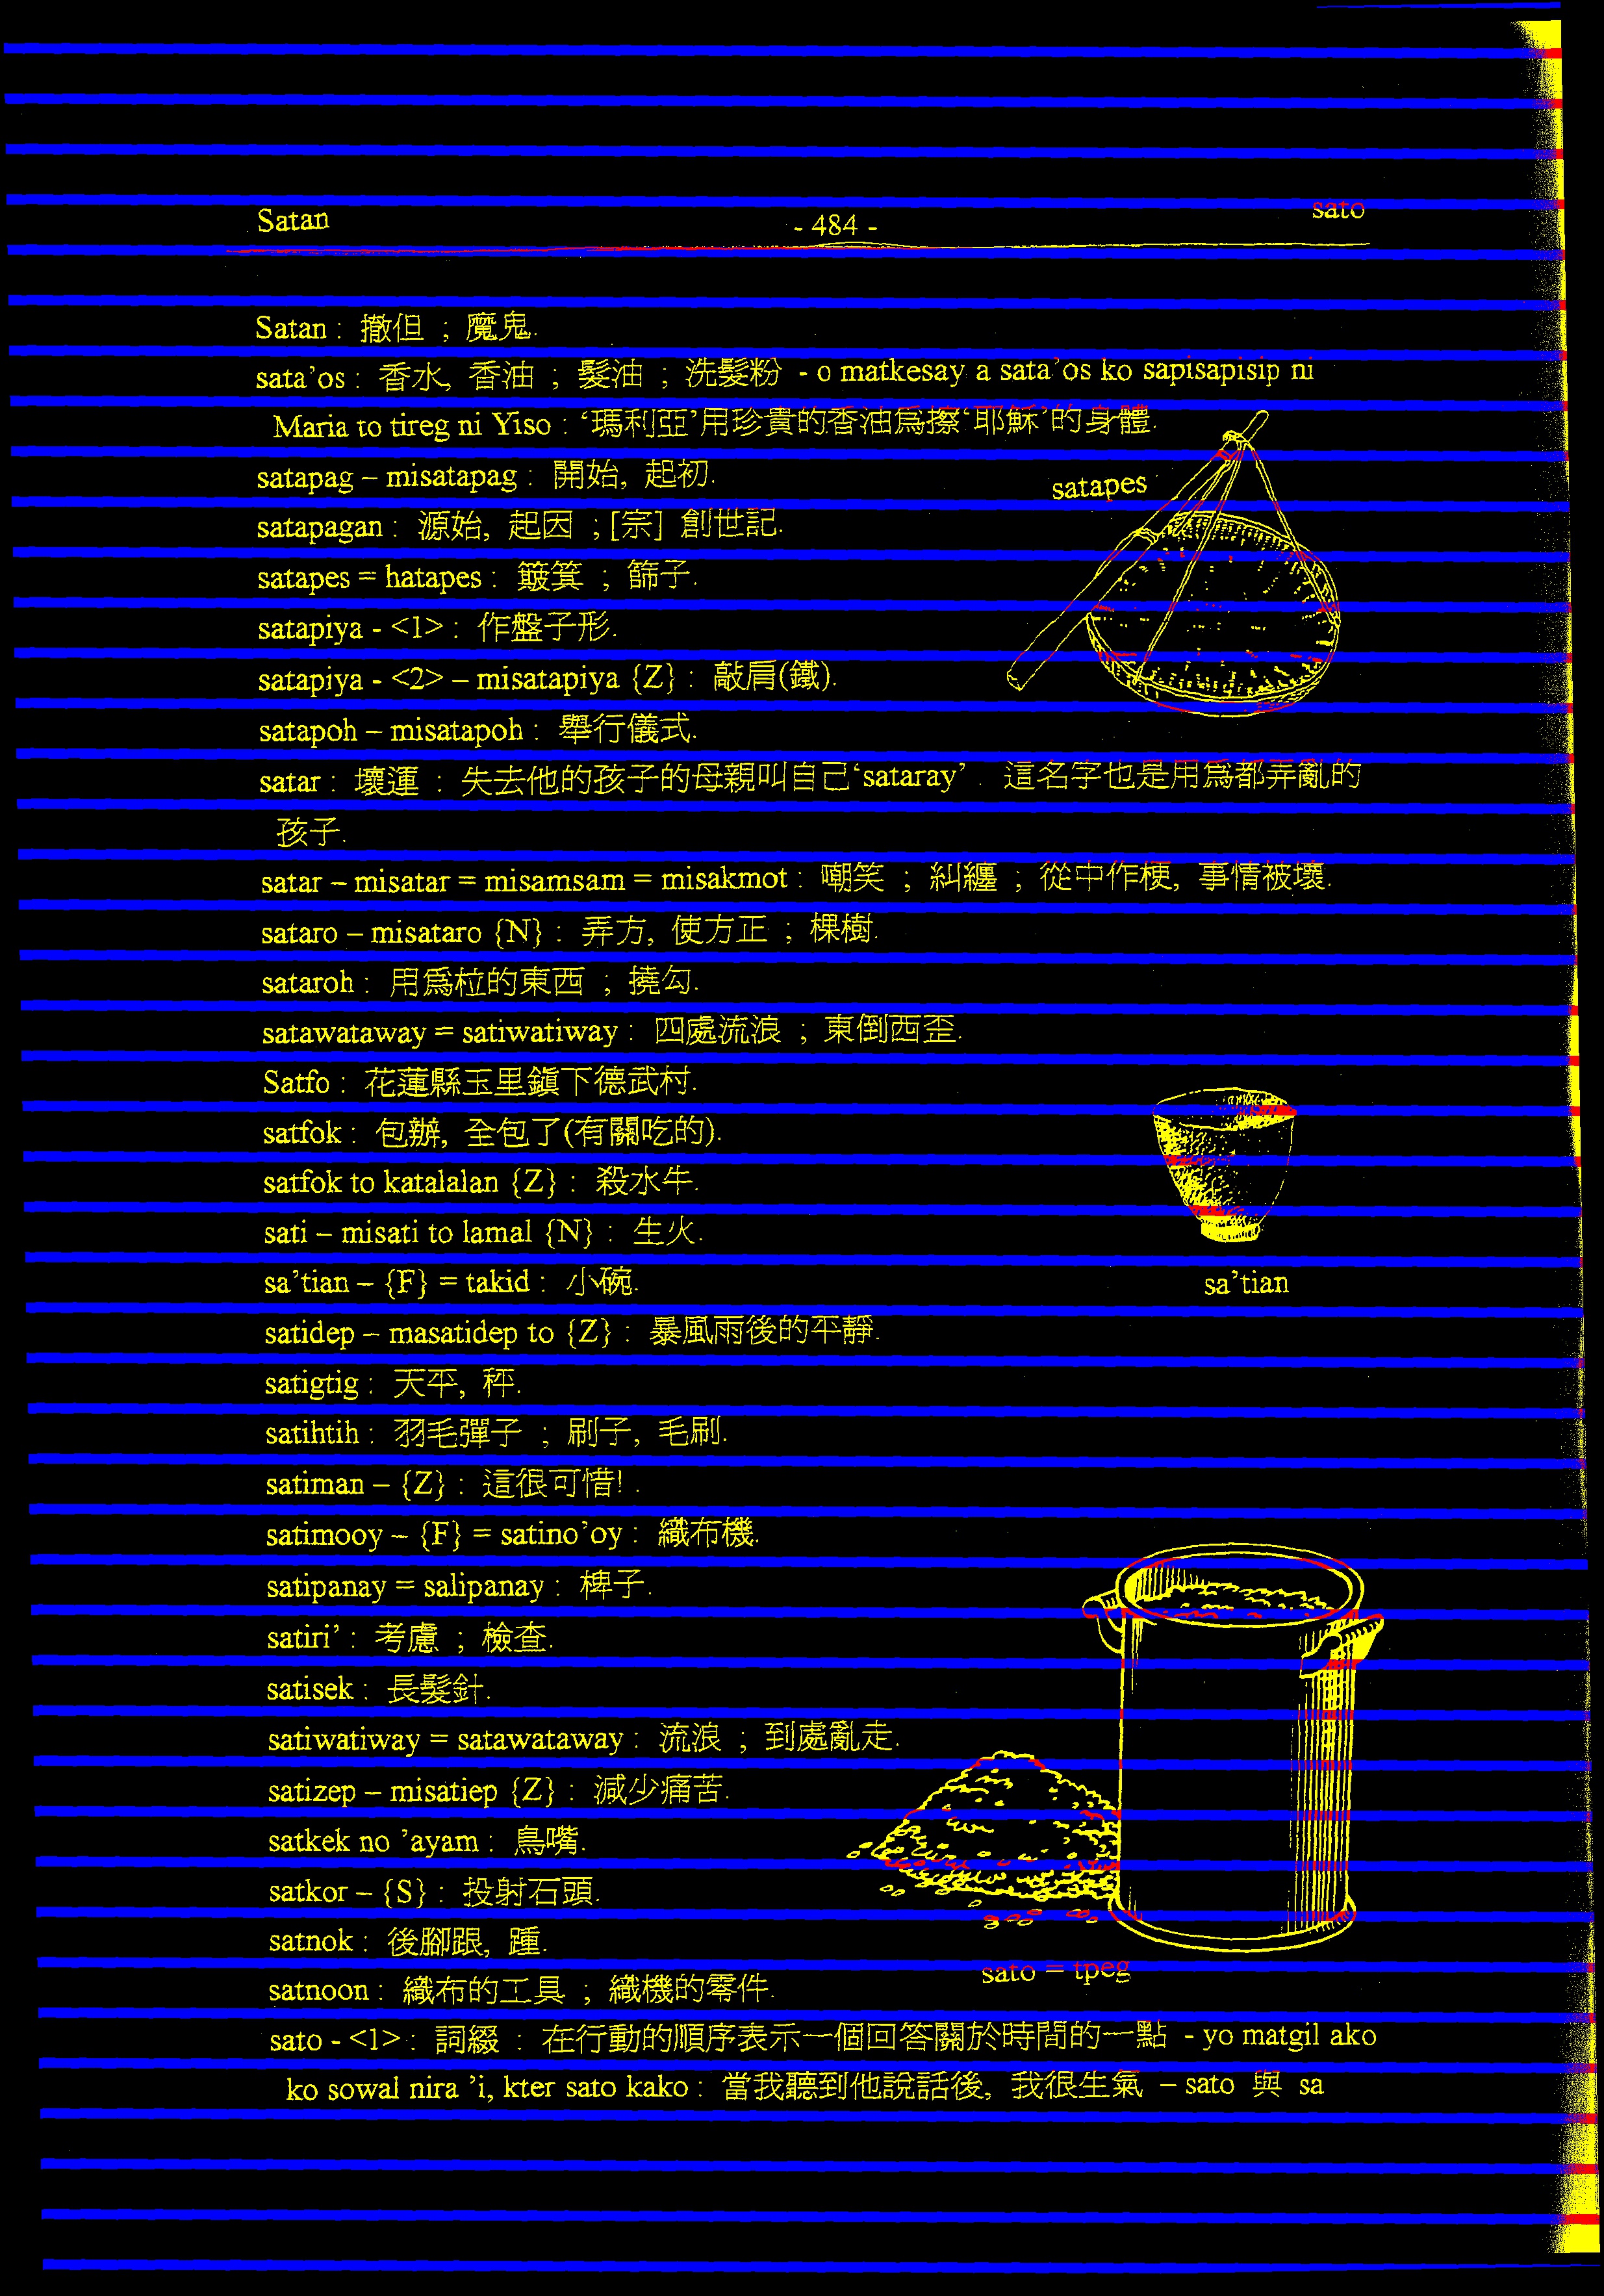 Satan - 484 - sato
Satan : 撒但 ; 魔鬼.
sata’os : 香水, 香油 ; 髮油 ; 洗髮粉 - o matkesay a sata’os ko sapisapisip ni
Maria to tireg ni Yiso : ‘瑪利亞’用珍貴的香油爲擦‘耶穌’的身體.
satapag – misatapag : 開始, 起初.
satapes
satapagan : 源始, 起因 ; [宗] 創世記.
satapes = hatapes : 簸箕 ; 篩子.
satapiya - <1> : 作盤子形.
satapiya - <2> – misatapiya {Z} : 敲肩(鐵).
satapoh – misatapoh : 舉行儀式.
satar : 壞運 : 失去他的孩子的母親叫自己‘sataray’ . 這名字也是用爲都弄亂的
孩子.
satar – misatar = misamsam = misakmot : 嘲笑 ; 糾纏 ; 從中作梗, 事情被壞.
sataro – misataro {N} : 弄方, 使方正 ; 棵樹.
sataroh : 用爲拉的東西 ; 撓勾.
satawataway = satiwatiway : 四處流浪 ; 東倒西歪.
Satfo : 花蓮縣玉里鎭下德武村.
satfok : 包辦, 全包了(有關吃的).
satfok to katalalan {Z} : 殺水牛.
sati – misati to lamal {N} : 生火.
sa’tian – {F} = takid : 小碗.
sa’tian
satidep – masatidep to {Z} : 暴風雨後的平靜.
satigtig : 天平, 秤.
satihtih : 羽毛彈子 ; 刷子, 毛刷.
satiman – {Z} : 這很可惜! .
satimooy – {F} = satino’oy : 織布機.
satipanay = salipanay : 稗子.
satiri’ : 考慮 ; 檢查.
satisek : 長髮針.
satiwatiway = satawataway : 流浪 ; 到處亂走.
satizep – misatiep {Z} : 減少痛苦.
satkek no ’ayam : 鳥嘴.
satkor – {S} : 投射石頭.
satnok : 後腳跟, 踵.
sato = tpeg
satnoon : 織布的工具 ; 織機的零件.
sato - <1> : 詞綴 : 在行動的順序表示一個回答關於時間的一點 - yo matgil ako
ko sowal nira ’i, kter sato kako : 當我聽到他說話後, 我很生氣 – sato 與 sa